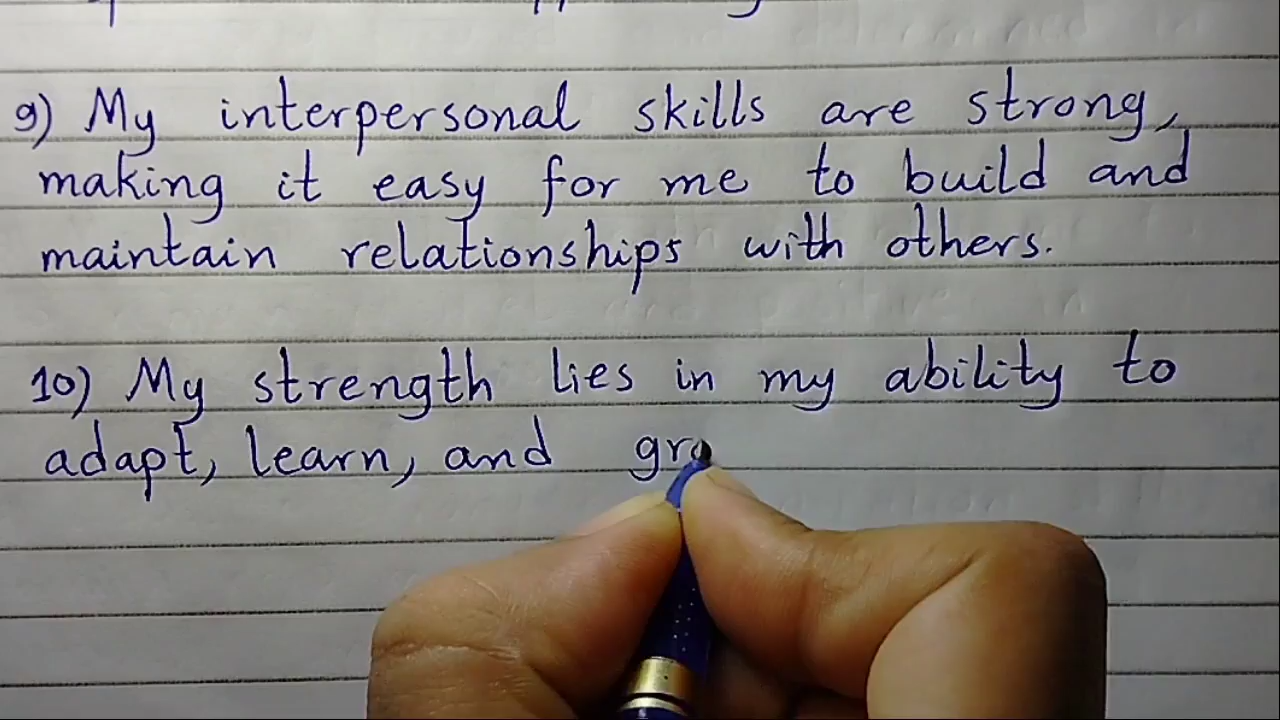 9) My interpersonal skills are strong,
making it easy for me to build and
maintain relationships with others.
10) My strength lies in my ability to
adapt, learn, and gro